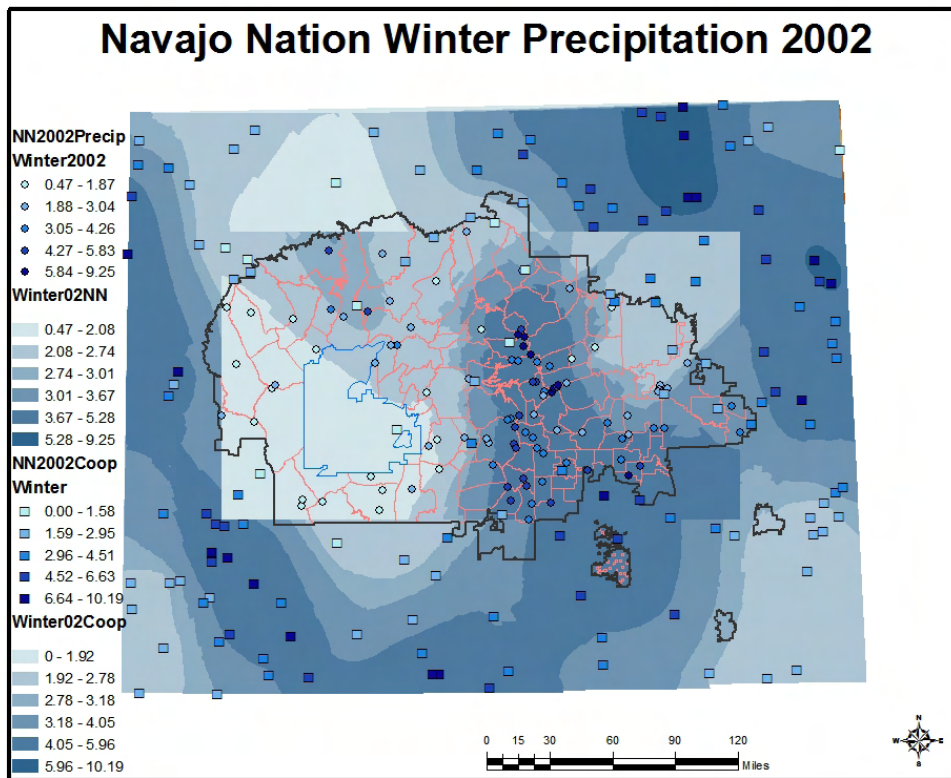 Navajo Nation Winter Precipitation 2002
NN2002Precip
Winter2002
0.47 - 1.87
1.88 - 3.04
3.05 - 4.26
4.27 - 5.83
5.84 - 9.25
Winter02NN
0.47 - 2.08
2.08 - 2.74
2.74 - 3.01
3.01 - 3.67
3.67 - 5.28
5.28 - 9.25
NN2002Coop
Winter
0.00 - 1.58
1.59 - 2.95
2.96 - 4.51
4.52 - 6.63
6.64 - 10.19
Winter02Coop
0 - 1.92
1.92 - 2.78
2.78 - 3.18
3.18 - 4.05
4.05 - 5.96
5.96 - 10.19
0 15 30 60 90 120
Miles
N
W E
S